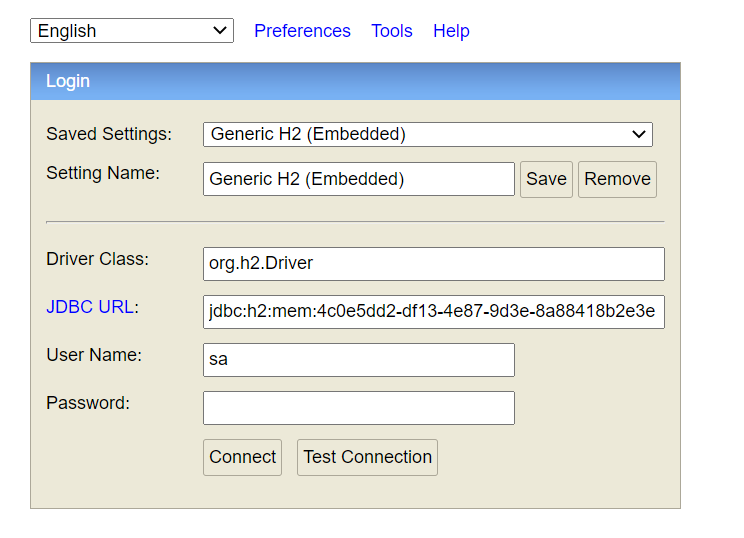 English Preferences Tools Help
Login
Saved Settings: Generic H2 (Embedded)
Setting Name: Generic H2 (Embedded) Save Remove
Driver Class: org.h2.Driver
JDBC URL: jdbc:h2:mem:4c0e5dd2-df13-4e87-9d3e-8a88418b2e3e
User Name: sa
Password:
Connect Test Connection